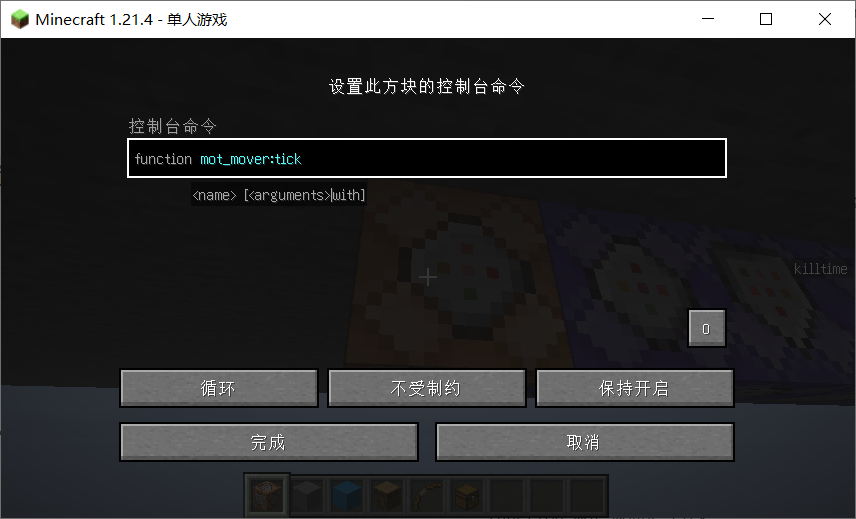 Minecraft 1.21.4 - 单人游戏
设置此方块的控制台命令
控制台命令
function mot_mover:tick
<name> [<arguments>|with]
killtime
O
循环
不受制约
保持开启
完成
取消